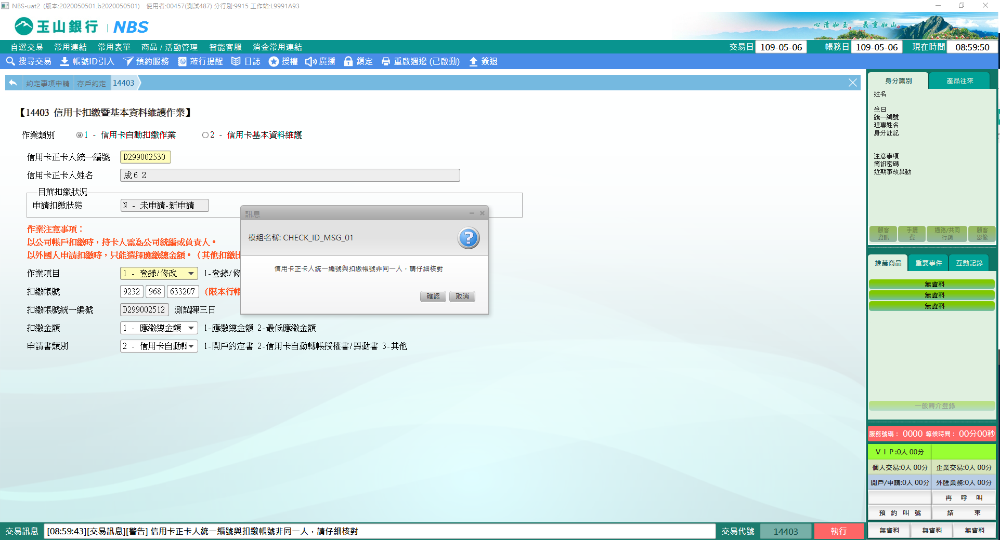 NBS-uat2 (版本:2020050501.b2020050501) 使用者:00457(測試487) 分行別:9915 工作站:L9991A93
玉山銀行 | NBS
心清如玉。 義重如山。
自選交易 常用連結 常用表單 商品 / 活動管理 智能客服 消金常用連結 交易日 109-05-06 帳務日 109-05-06 現在時間 08:59:50
搜尋交易 帳號ID引入 預約服務 蒞行提醒 日誌 授權 廣播 鎖定 重啟週邊 (已啟動) 簽退
約定事項申請 存戶約定 14403
【14403 信用卡扣繳暨基本資料維護作業】
作業類別 1 - 信用卡自動扣繳作業 2 - 信用卡基本資料維護
信用卡正卡人統一編號 D299002530
信用卡正卡人姓名 成６２
目前扣繳狀況
申請扣繳狀態 N - 未申請-新申請
作業注意事項：
以公司帳戶扣繳時，持卡人需為公司統編或負責人。
以外國人申請扣繳時，只能選擇應繳總金額。（其他扣繳比
作業項目 1 - 登錄/修改 1-登錄/修
扣繳帳號 9232 968 633207 (限本行帳
扣繳帳號統一編號 D299002512 測試陳三日
扣繳金額 1 - 應繳總金額 1-應繳總金額 2-最低應繳金額
申請書類別 2 - 信用卡自動轉 1-開戶約定書 2-信用卡自動轉帳授權書/異動書 3-其他
訊息
模組名稱: CHECK_ID_MSG_01
信用卡正卡人統一編號與扣繳帳號非同一人，請仔細核對
確認 取消
身分識別 產品往來
姓名
生日
統一編號
理專姓名
身分註記
注意事項
簡訊密碼
近期事故異動
顧客資訊 手續費 通路/共同行銷 顧客影像
推薦商品 重要事件 互動記錄
無資料
無資料
無資料
一般轉介登錄
服務號碼： 0000 等候時間： 00分00秒
ＶＩＰ:0人 00分
個人交易:0人 00分 企業交易:0人 00分
開戶/申請:0人 00分 外匯業務:0人 00分
再 呼 叫
預 約 叫 號 結 束
無資料 無資料 無資料
交易訊息 [08:59:43][交易訊息][警告] 信用卡正卡人統一編號與扣繳帳號非同一人，請仔細核對 交易代號 14403 執行